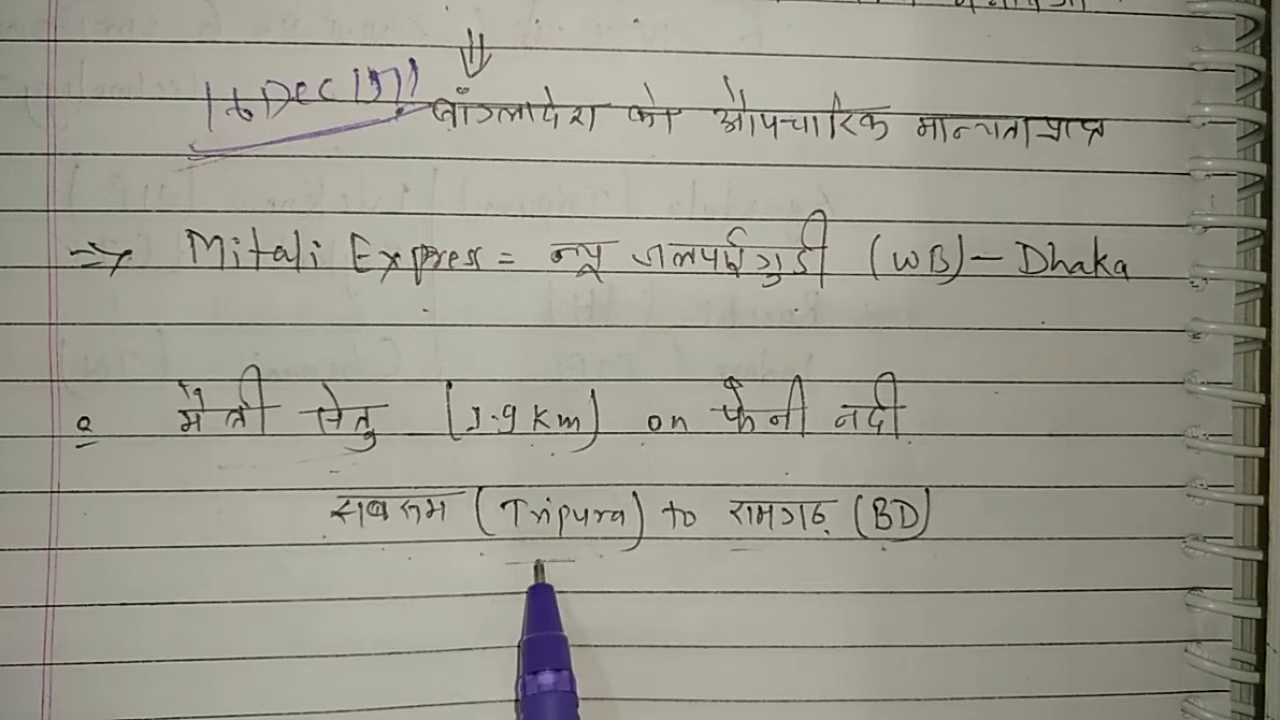 ⇓
16 Dec 1971 बांग्लादेश को औपचारिक मान्यता प्राप्त
⇒ Mitali Express = न्यू जलपाईगुडी (WB) - Dhaka
मैत्री सेतु [1.9 km] on फेनी नदी
सबरूम (Tripura) to रामगढ़ (BD)